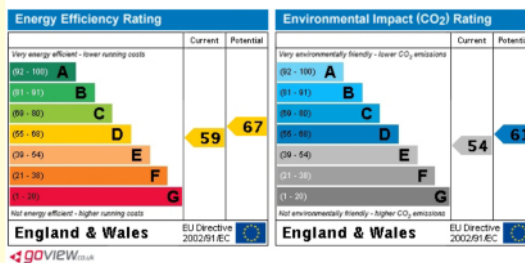 Energy Efficiency Rating
Current Potential
Very energy efficient - lower running costs
(92 - 100) A
(81 - 91) B
(69 - 80) C
(55 - 68) D
(39 - 54) E
(21 - 38) F
(1 - 20) G
59
67
Not energy efficient - higher running costs
England & Wales
EU Directive
2002/91/EC
Environmental Impact (CO2) Rating
Current Potential
Very environmentally friendly - lower CO2 emissions
(92 - 100) A
(81 - 91) B
(69 - 80) C
(55 - 68) D
(39 - 54) E
(21 - 38) F
(1 - 20) G
54
Not environmentally friendly - higher CO2 emissions
England & Wales
EU Directive
2002/91/EC
goview.co.uk